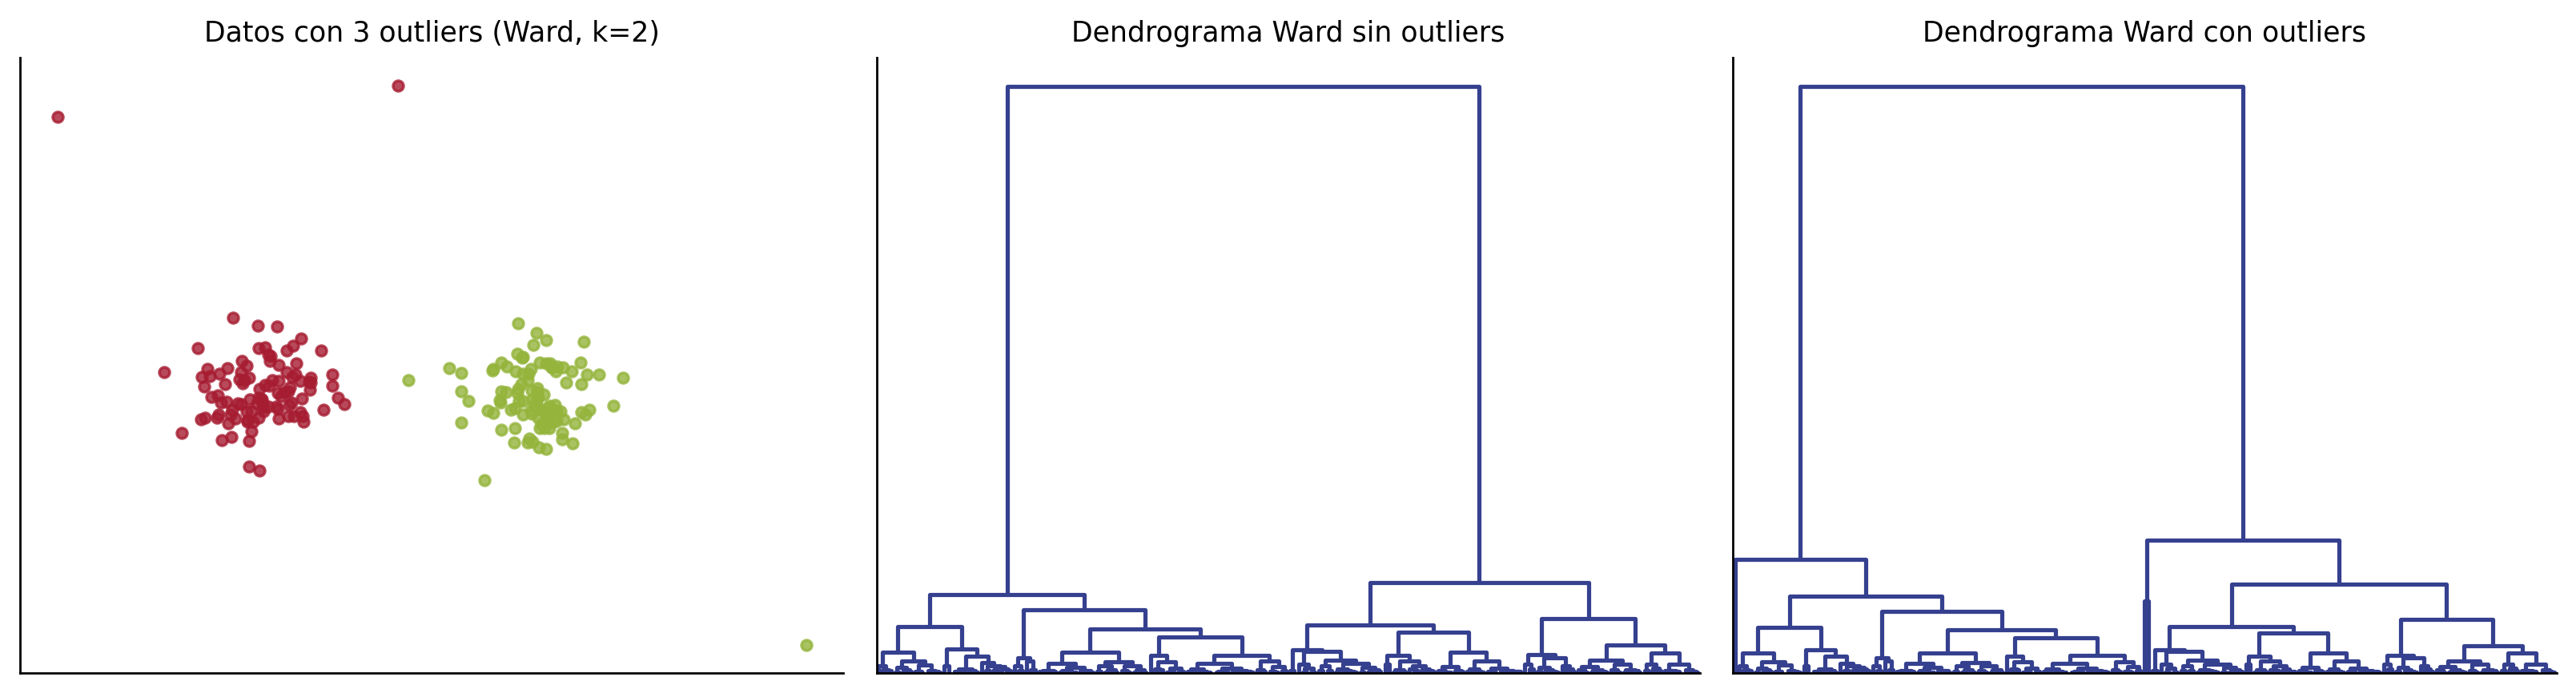 Datos con 3 outliers (Ward, k=2)
Dendrograma Ward sin outliers
Dendrograma Ward con outliers